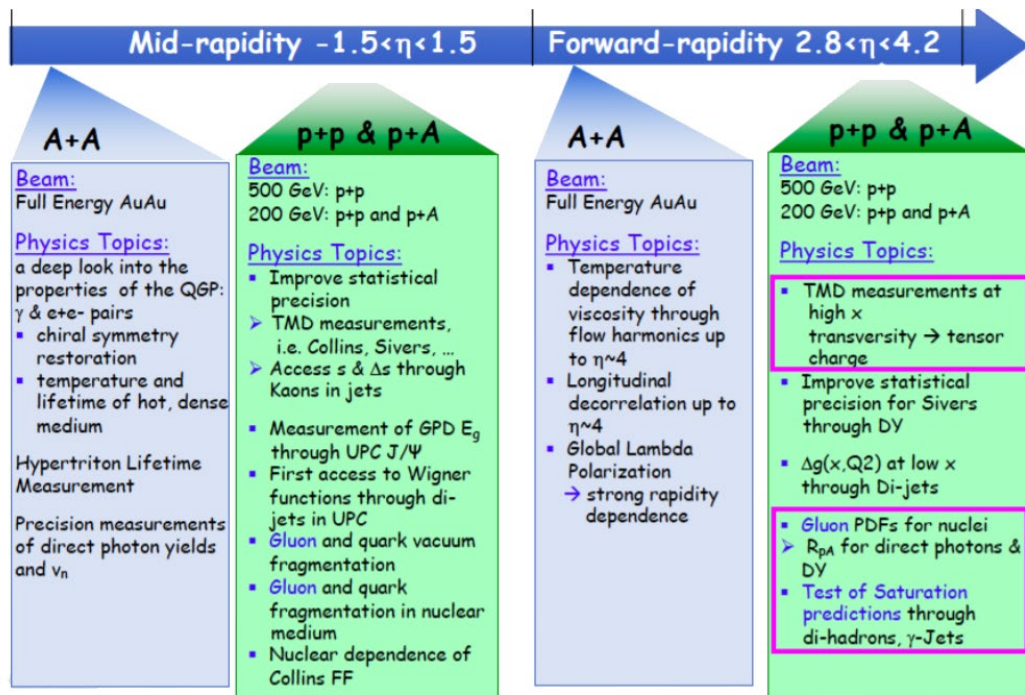 Mid-rapidity -1.5<η<1.5
Forward-rapidity 2.8<η<4.2
A+A
Beam:
Full Energy AuAu
Physics Topics:
a deep look into the
properties of the QGP:
γ & e+e- pairs
▪ chiral symmetry
restoration
▪ temperature and
lifetime of hot, dense
medium
Hypertriton Lifetime
Measurement
Precision measurements
of direct photon yields
and vn
p+p & p+A
Beam:
500 GeV: p+p
200 GeV: p+p and p+A
Physics Topics:
▪ Improve statistical
precision
➢ TMD measurements,
i.e. Collins, Sivers, …
➢ Access s & Δs through
Kaons in jets
▪ Measurement of GPD Eg
through UPC J/Ψ
▪ First access to Wigner
functions through di-
jets in UPC
▪ Gluon and quark vacuum
fragmentation
▪ Gluon and quark
fragmentation in nuclear
medium
▪ Nuclear dependence of
Collins FF
A+A
Beam:
Full Energy AuAu
Physics Topics:
▪ Temperature
dependence of
viscosity through
flow harmonics up
to η~4
▪ Longitudinal
decorrelation up to
η~4
▪ Global Lambda
Polarization
→ strong rapidity
dependence
p+p & p+A
Beam:
500 GeV: p+p
200 GeV: p+p and p+A
Physics Topics:
▪ TMD measurements at
high x
transversity → tensor
charge
▪ Improve statistical
precision for Sivers
through DY
▪ Δg(x,Q2) at low x
through Di-jets
▪ Gluon PDFs for nuclei
➢ RpA for direct photons &
DY
▪ Test of Saturation
predictions through
di-hadrons, γ-Jets